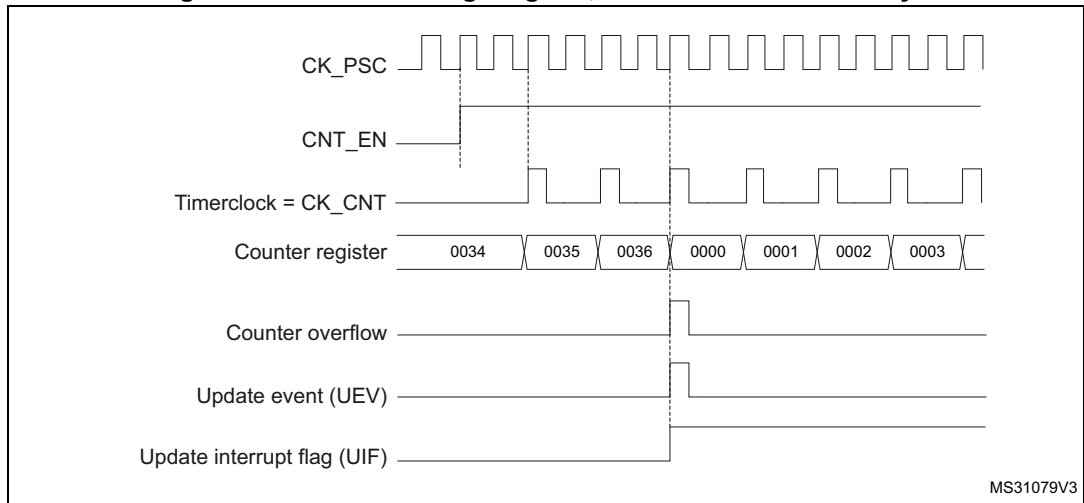 CK_PSC
CNT_EN
Timerclock = CK_CNT
Counter register 0034 0035 0036 0000 0001 0002 0003
Counter overflow
Update event (UEV)
Update interrupt flag (UIF)
MS31079V3